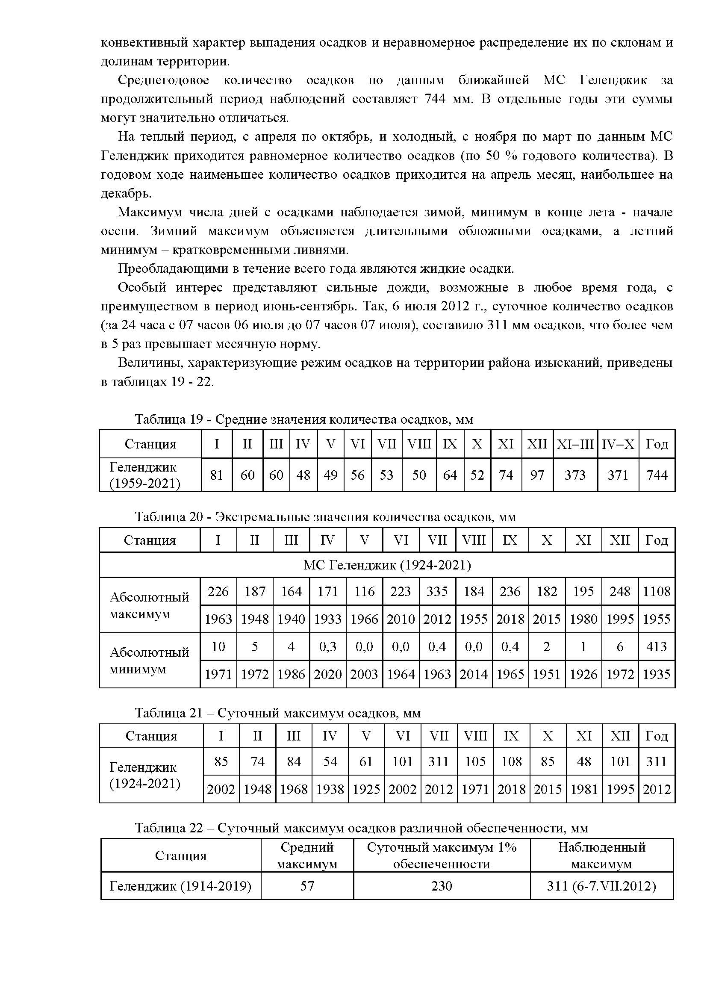 конвективный характер выпадения осадков и неравномерное распределение их по склонам и
долинам территории.
Среднегодовое количество осадков по данным ближайшей МС Геленджик за
продолжительный период наблюдений составляет 744 мм. В отдельные годы эти суммы
могут значительно отличаться.
На теплый период, с апреля по октябрь, и холодный, с ноября по март по данным МС
Геленджик приходится равномерное количество осадков (по 50 % годового количества). В
годовом ходе наименьшее количество осадков приходится на апрель месяц, наибольшее на
декабрь.
Максимум числа дней с осадками наблюдается зимой, минимум в конце лета - начале
осени. Зимний максимум объясняется длительными обложными осадками, а летний
минимум – кратковременными ливнями.
Преобладающими в течение всего года являются жидкие осадки.
Особый интерес представляют сильные дожди, возможные в любое время года, с
преимуществом в период июнь-сентябрь. Так, 6 июля 2012 г., суточное количество осадков
(за 24 часа с 07 часов 06 июля до 07 часов 07 июля), составило 311 мм осадков, что более чем
в 5 раз превышает месячную норму.
Величины, характеризующие режим осадков на территории района изысканий, приведены
в таблицах 19 - 22.
Таблица 19 - Средние значения количества осадков, мм
Станция I II III IV V VI VII VIII IX X XI XII XI–III IV–X Год
Геленджик
(1959-2021) 81 60 60 48 49 56 53 50 64 52 74 97 373 371 744
Таблица 20 - Экстремальные значения количества осадков, мм
Станция I II III IV V VI VII VIII IX X XI XII Год
МС Геленджик (1924-2021)
Абсолютный
максимум
226 187 164 171 116 223 335 184 236 182 195 248 1108
1963 1948 1940 1933 1966 2010 2012 1955 2018 2015 1980 1995 1955
Абсолютный
минимум
10 5 4 0,3 0,0 0,0 0,4 0,0 0,4 2 1 6 413
1971 1972 1986 2020 2003 1964 1963 2014 1965 1951 1926 1972 1935
Таблица 21 – Суточный максимум осадков, мм
Станция I II III IV V VI VII VIII IX X XI XII Год
Геленджик
(1924-2021)
85 74 84 54 61 101 311 105 108 85 48 101 311
2002 1948 1968 1938 1925 2002 2012 1971 2018 2015 1981 1995 2012
Таблица 22 – Суточный максимум осадков различной обеспеченности, мм
Станция
Средний
максимум
Суточный максимум 1%
обеспеченности
Наблюденный
максимум
Геленджик (1914-2019) 57 230 311 (6-7.VII.2012)